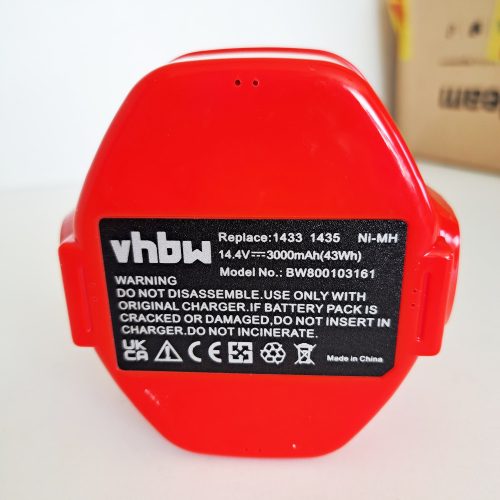 vhbw
Replace:1433 1435 Ni-MH
14.4V⎓3000mAh(43Wh)
Model No.: BW800103161
WARNING
DO NOT DISASSEMBLE.USE ONLY WITH
ORIGINAL CHARGER.IF BATTERY PACK IS
CRACKED OR DAMAGED,DO NOT INSERT IN
CHARGER.DO NOT INCINERATE.
UK
CA CE Made in China